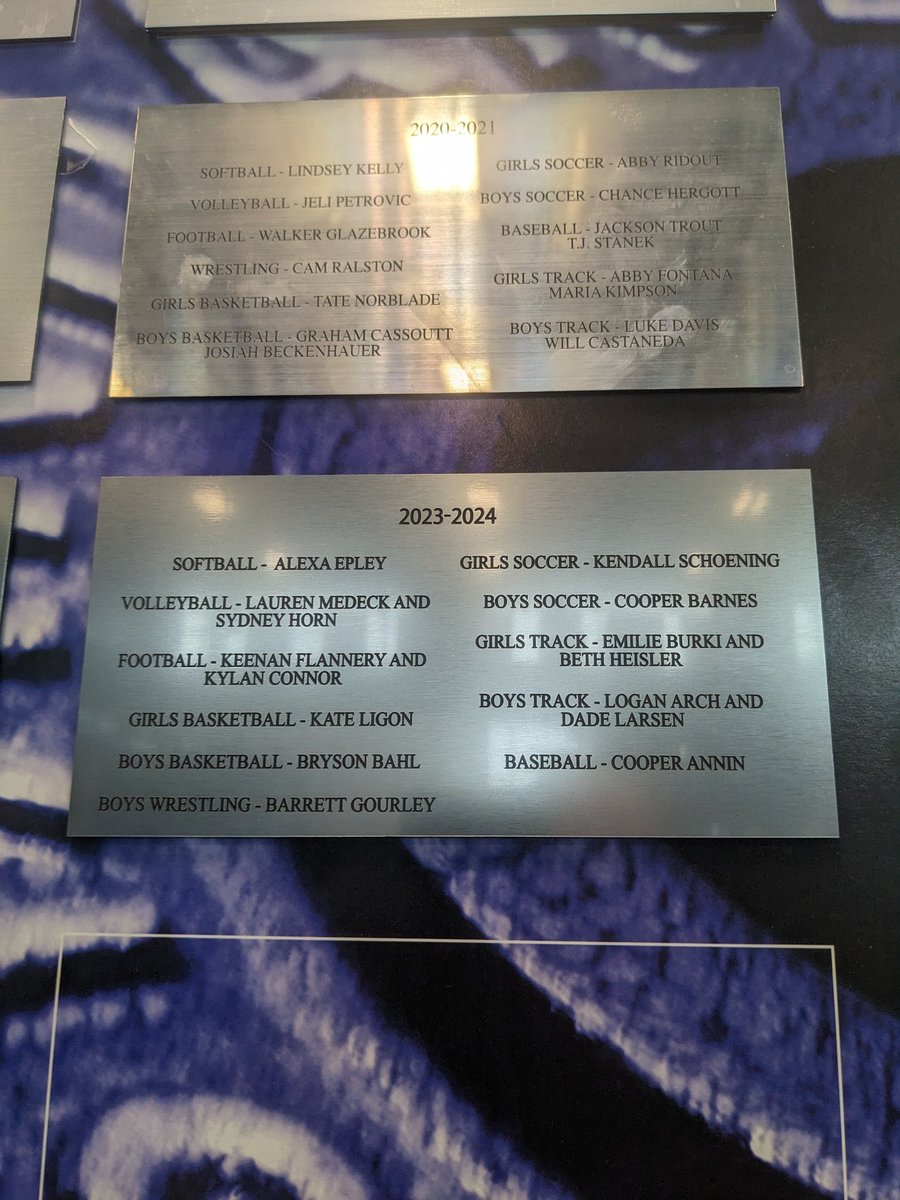 2020-2021
SOFTBALL - LINDSEY KELLY
VOLLEYBALL - JELI PETROVIC
FOOTBALL - WALKER GLAZEBROOK
WRESTLING - CAM RALSTON
GIRLS BASKETBALL - TATE NORBLADE
BOYS BASKETBALL - GRAHAM CASSOUTT
JOSIAH BECKENHAUER
GIRLS SOCCER - ABBY RIDOUT
BOYS SOCCER - CHANCE HERGOTT
BASEBALL - JACKSON TROUT
T.J. STANEK
GIRLS TRACK - ABBY FONTANA
MARIA KIMPSON
BOYS TRACK - LUKE DAVIS
WILL CASTANEDA
2023-2024
SOFTBALL - ALEXA EPLEY
VOLLEYBALL - LAUREN MEDECK AND
SYDNEY HORN
FOOTBALL - KEENAN FLANNERY AND
KYLAN CONNOR
GIRLS BASKETBALL - KATE LIGON
BOYS BASKETBALL - BRYSON BAHL
BOYS WRESTLING - BARRETT GOURLEY
GIRLS SOCCER - KENDALL SCHOENING
BOYS SOCCER - COOPER BARNES
GIRLS TRACK - EMILIE BURKI AND
BETH HEISLER
BOYS TRACK - LOGAN ARCH AND
DADE LARSEN
BASEBALL - COOPER ANNIN